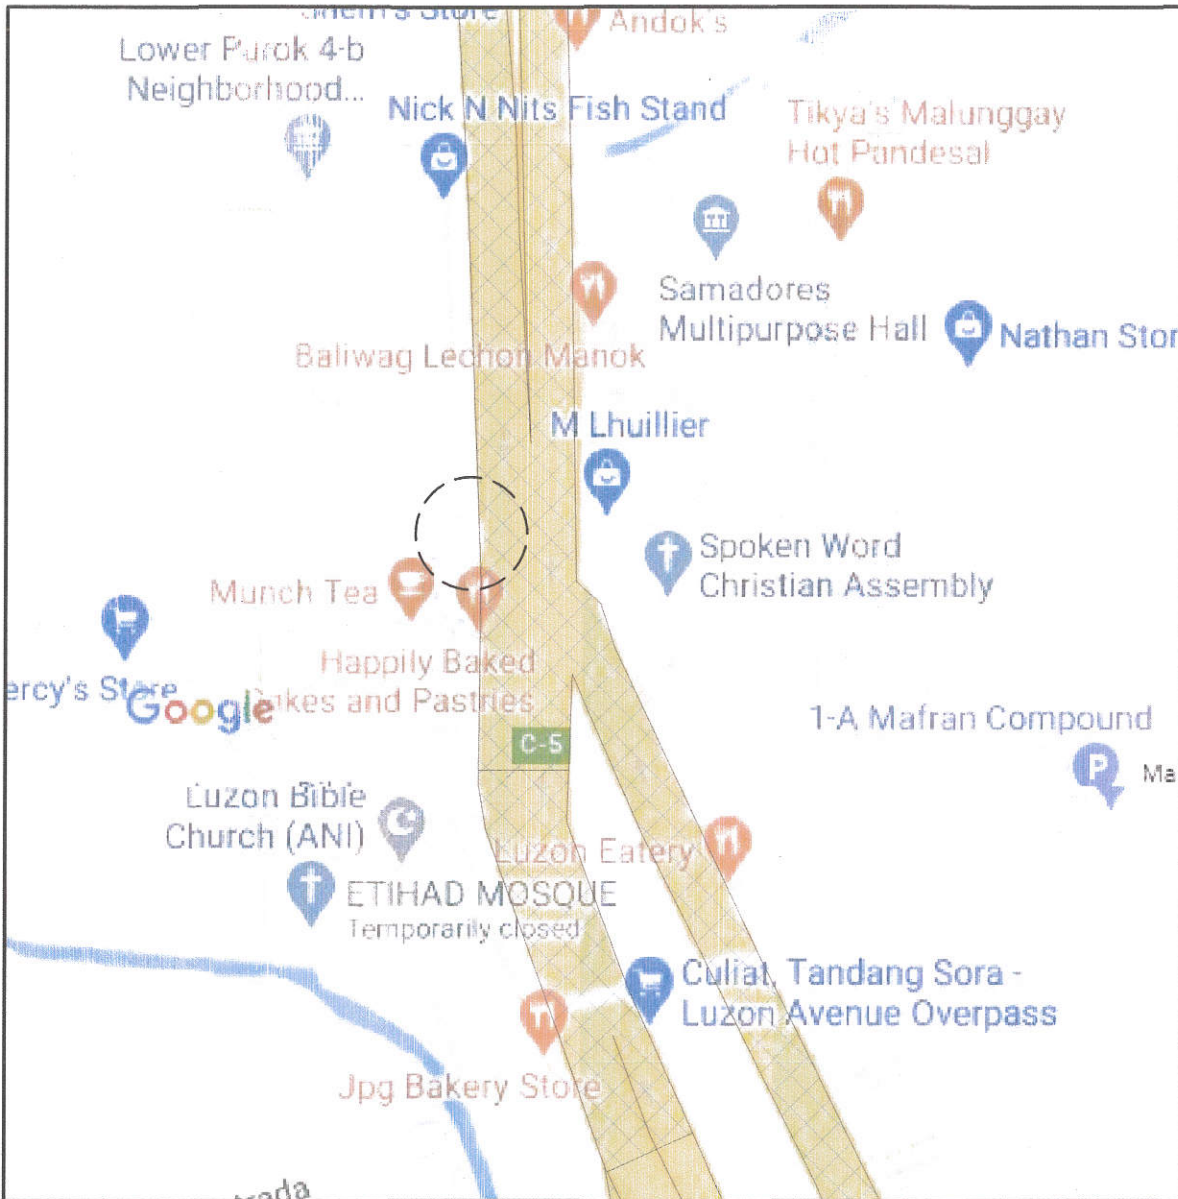 Andok's
Lower Purok 4-b
Neighborhood...
Nick N Nits Fish Stand
Tikya's Malunggay
Hot Pandesal
Samadores
Multipurpose Hall
Nathan Stor
Baliwag Lechon Manok
M Lhuillier
Spoken Word
Christian Assembly
Munch Tea
Happily Baked
kes and Pastries
ercy's Store
Google
1-A Mafran Compound
C-5
P
Ma
Luzon Bible
Church (ANI)
Luzon Eatery
ETIHAD MOSQUE
Temporarily closed
Culiat, Tandang Sora -
Luzon Avenue Overpass
Jpg Bakery Store